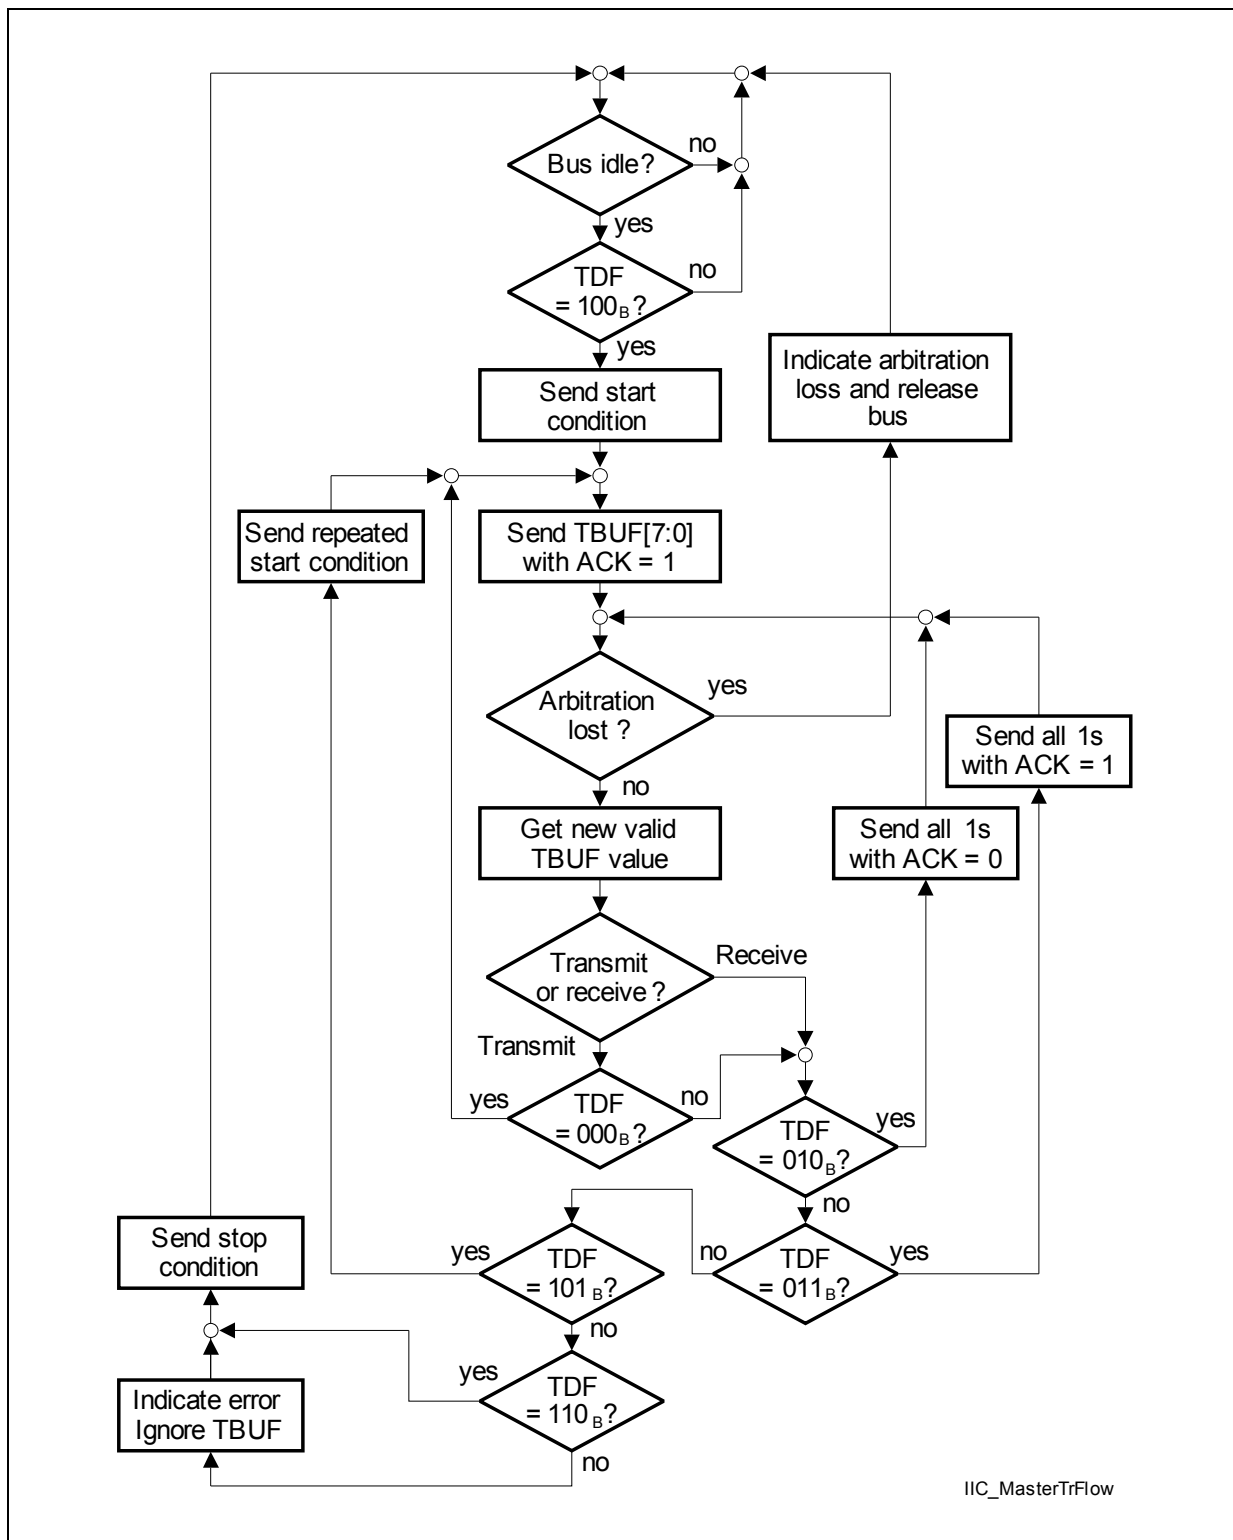 Bus idle?
no
yes
TDF
= 100B?
no
yes
Send start
condition
Indicate arbitration
loss and release
bus
Send repeated
start condition
Send TBUF[7:0]
with ACK = 1
Arbitration
lost ?
yes
no
Send all 1s
with ACK = 1
Get new valid
TBUF value
Send all 1s
with ACK = 0
Transmit
or receive ?
Receive
Transmit
TDF
= 000B?
yes
no
TDF
= 010B?
yes
no
Send stop
condition
TDF
= 101B?
yes
no
TDF
= 011B?
no
yes
Indicate error
Ignore TBUF
TDF
= 110B?
yes
no
IIC_MasterTrFlow